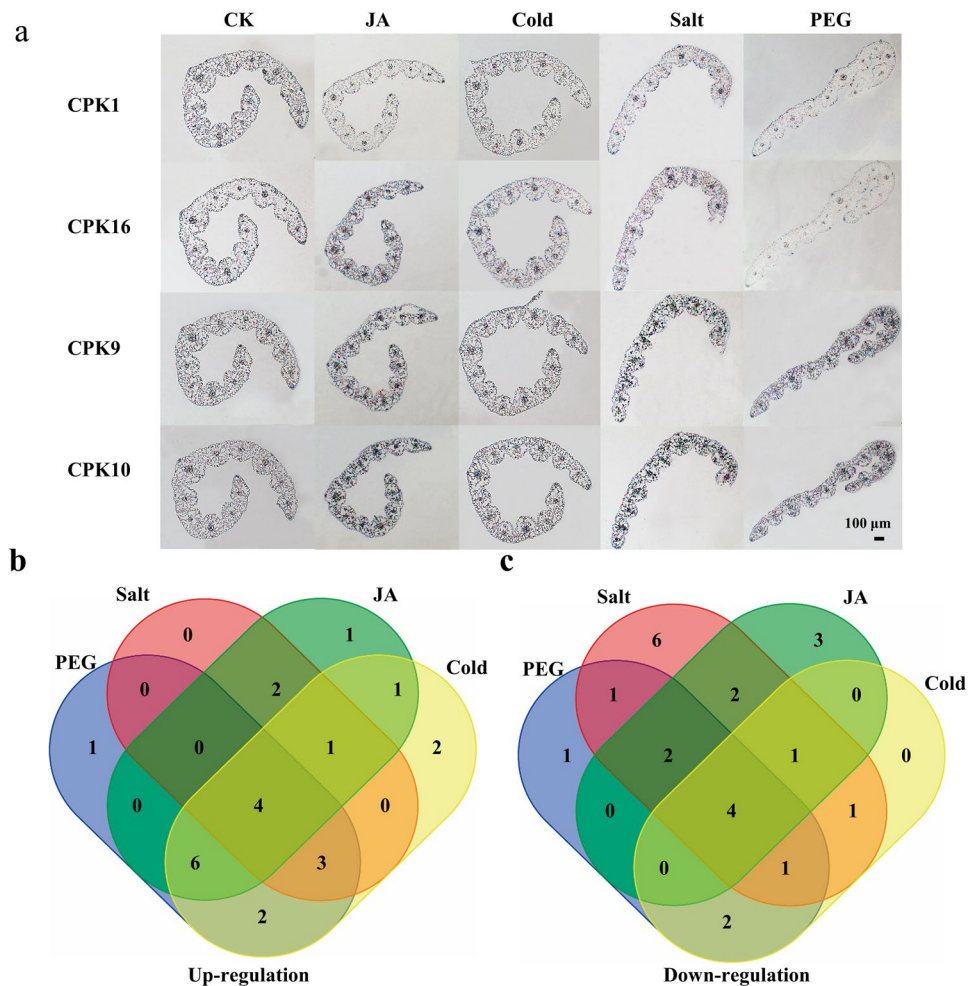 a
CK JA Cold Salt PEG
CPK1
CPK16
CPK9
CPK10
100 μm
b
Salt
JA
PEG
Cold
0
1
0
2
1
1
0
1
2
0
4
0
6
3
2
Up-regulation
c
Salt
JA
PEG
Cold
6
3
1
2
0
1
2
1
0
0
4
1
0
1
2
Down-regulation